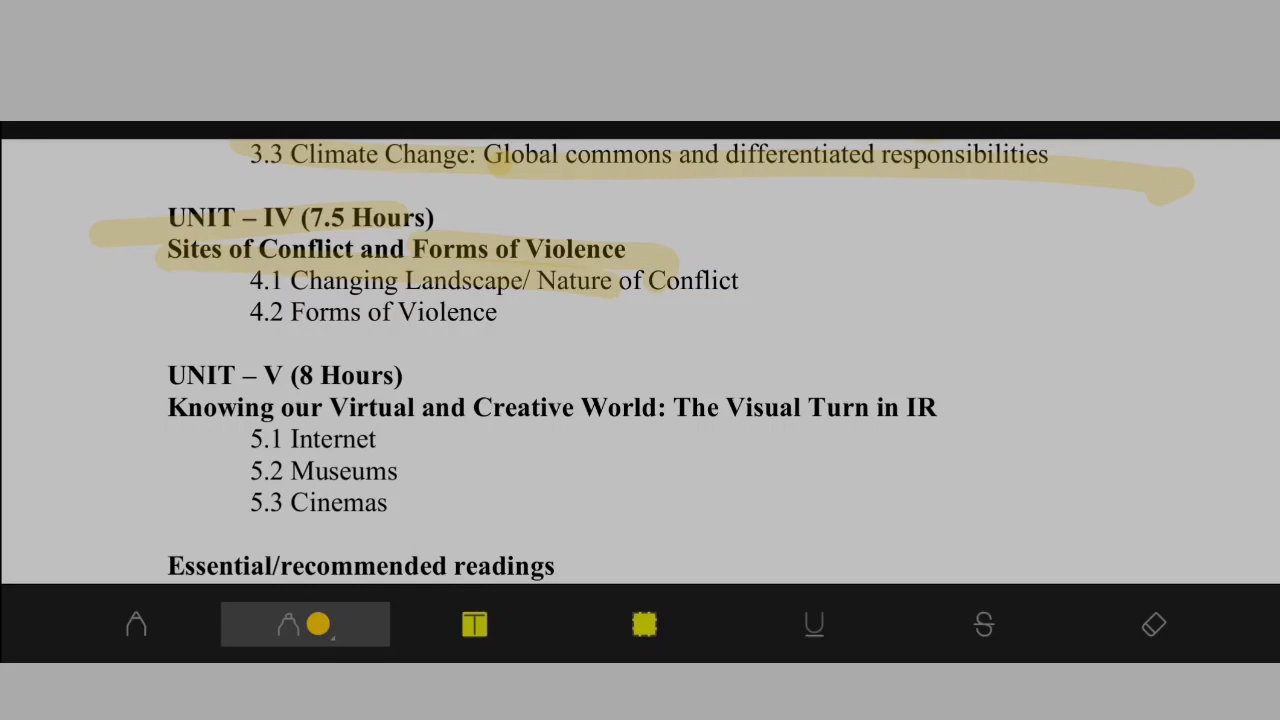 3.3 Climate Change: Global commons and differentiated responsibilities
UNIT – IV (7.5 Hours)
Sites of Conflict and Forms of Violence
4.1 Changing Landscape/ Nature of Conflict
4.2 Forms of Violence
UNIT – V (8 Hours)
Knowing our Virtual and Creative World: The Visual Turn in IR
5.1 Internet
5.2 Museums
5.3 Cinemas
Essential/recommended readings
T
U
S